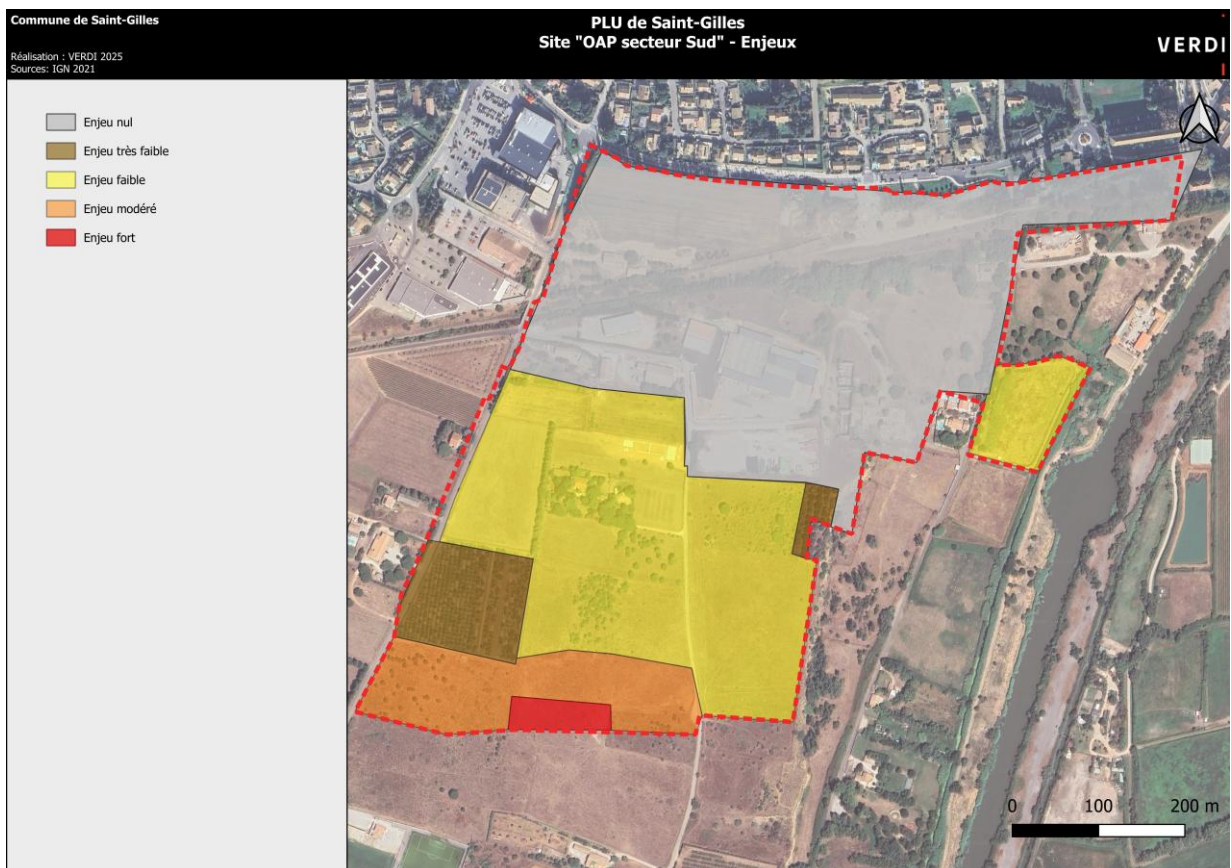 Commune de Saint-Gilles
Réalisation : VERDI 2025
Sources: IGN 2021
PLU de Saint-Gilles
Site "OAP secteur Sud" - Enjeux
VERDI
Enjeu nul
Enjeu très faible
Enjeu faible
Enjeu modéré
Enjeu fort
0 100 200 m